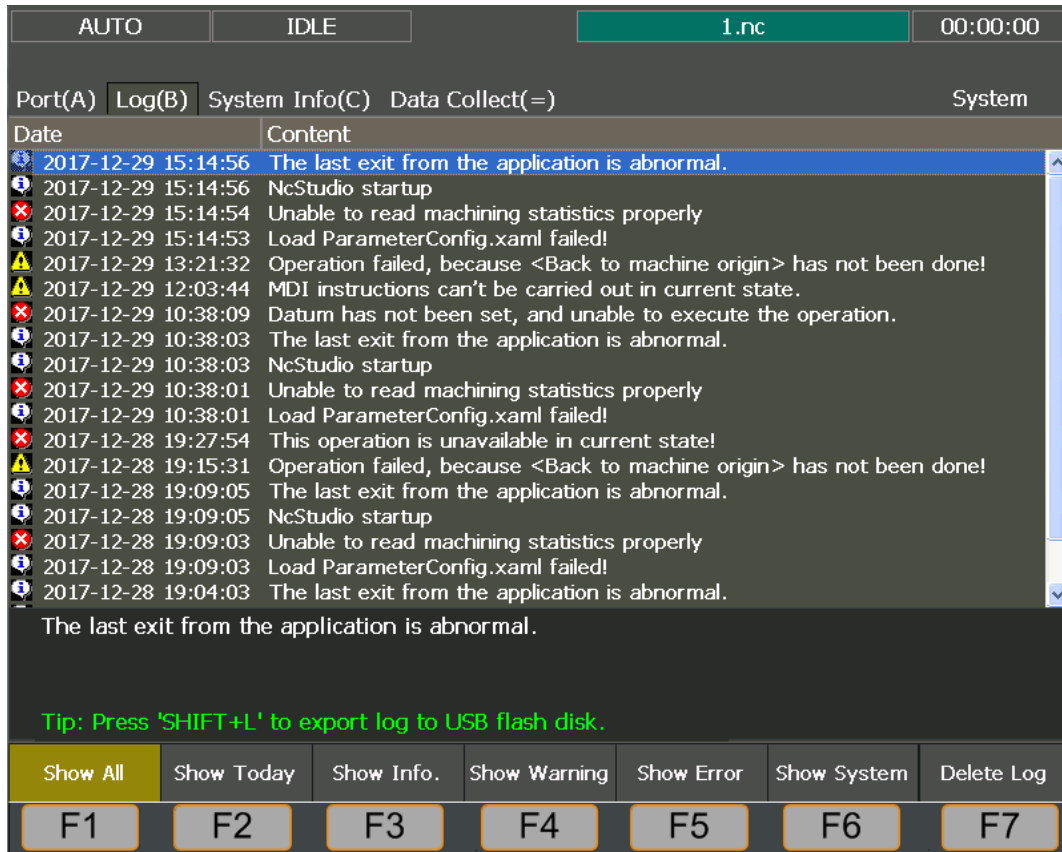 AUTO IDLE 1.nc 00:00:00
Port(A) Log(B) System Info(C) Data Collect(=) System
Date Content
2017-12-29 15:14:56 The last exit from the application is abnormal.
2017-12-29 15:14:56 NcStudio startup
2017-12-29 15:14:54 Unable to read machining statistics properly
2017-12-29 15:14:53 Load ParameterConfig.xaml failed!
2017-12-29 13:21:32 Operation failed, because <Back to machine origin> has not been done!
2017-12-29 12:03:44 MDI instructions can't be carried out in current state.
2017-12-29 10:38:09 Datum has not been set, and unable to execute the operation.
2017-12-29 10:38:03 The last exit from the application is abnormal.
2017-12-29 10:38:03 NcStudio startup
2017-12-29 10:38:01 Unable to read machining statistics properly
2017-12-29 10:38:01 Load ParameterConfig.xaml failed!
2017-12-28 19:27:54 This operation is unavailable in current state!
2017-12-28 19:15:31 Operation failed, because <Back to machine origin> has not been done!
2017-12-28 19:09:05 The last exit from the application is abnormal.
2017-12-28 19:09:05 NcStudio startup
2017-12-28 19:09:03 Unable to read machining statistics properly
2017-12-28 19:09:03 Load ParameterConfig.xaml failed!
2017-12-28 19:04:03 The last exit from the application is abnormal.
The last exit from the application is abnormal.
Tip: Press 'SHIFT+L' to export log to USB flash disk.
Show All Show Today Show Info. Show Warning Show Error Show System Delete Log
F1 F2 F3 F4 F5 F6 F7